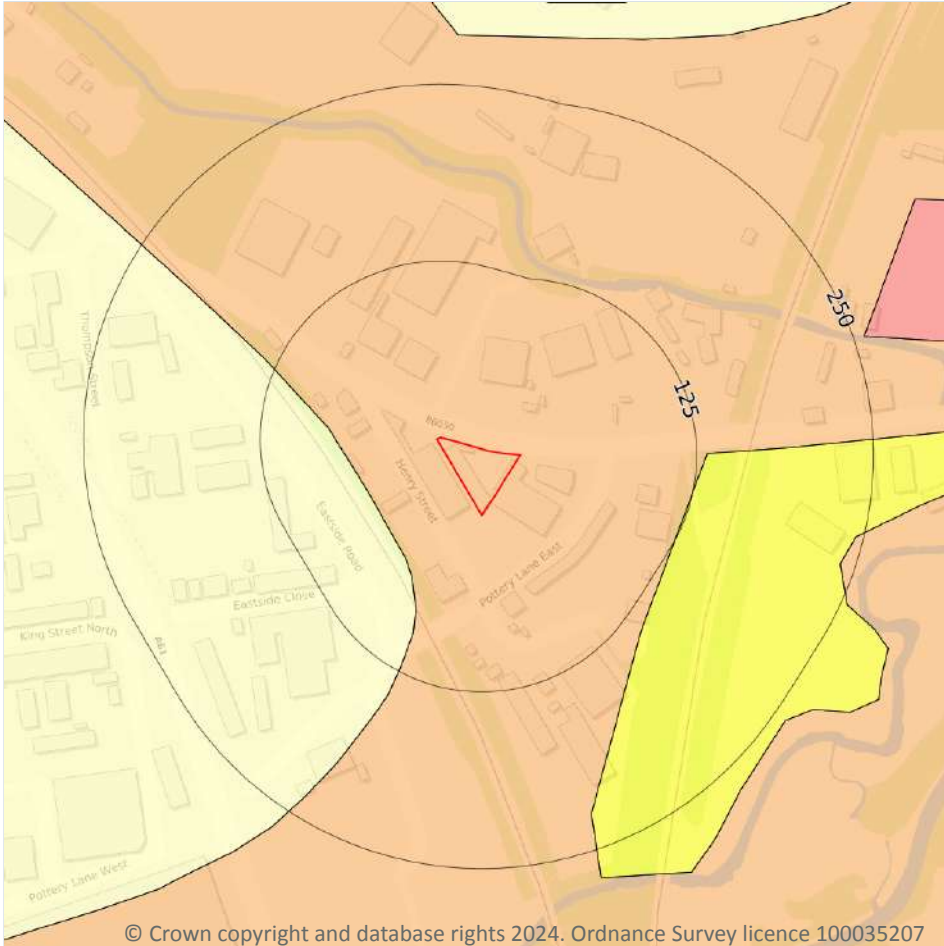 250
125
Thompson Street
B6050
Henry Street
Eastside Road
Pottery Lane East
Eastside Close
King Street North
A61
Pottery Lane West
© Crown copyright and database rights 2024. Ordnance Survey licence 100035207